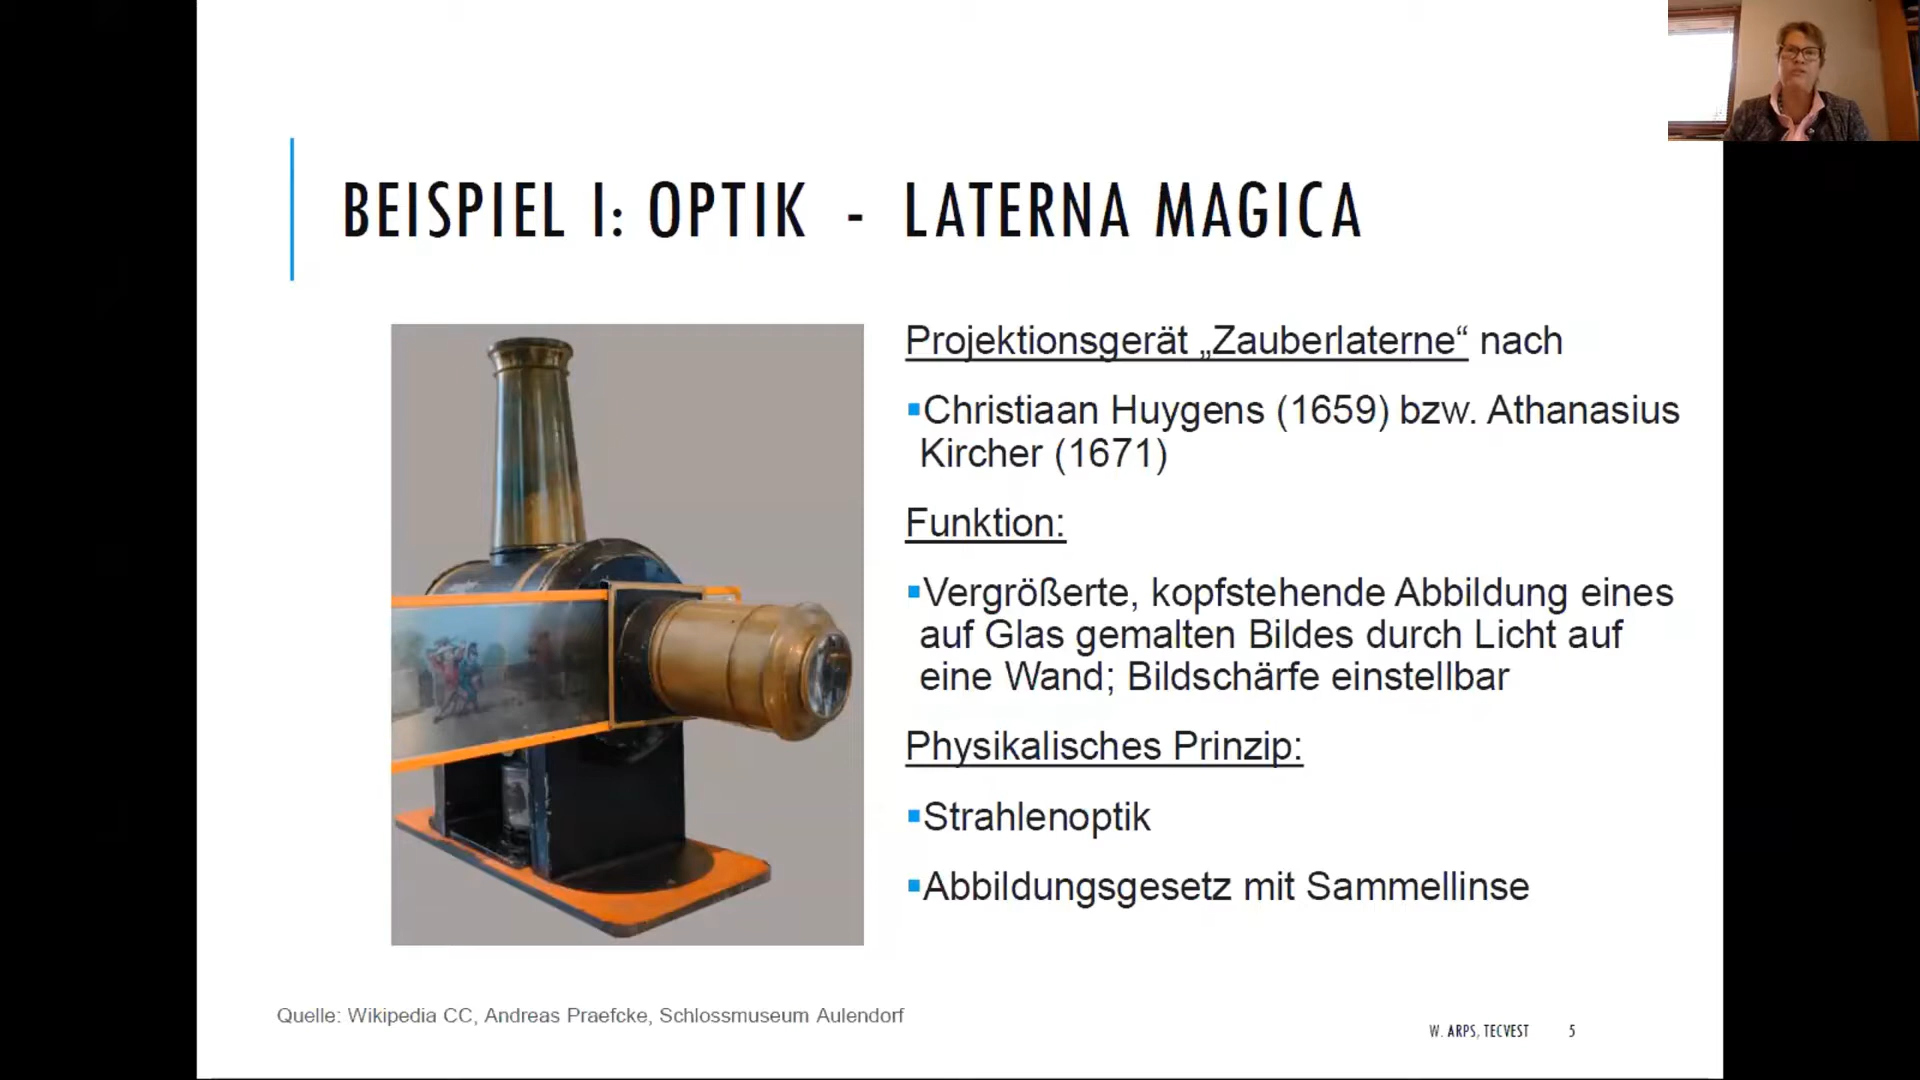 BEISPIEL I: OPTIK - LATERNA MAGICA
Projektionsgerät „Zauberlaterne“ nach
▪Christiaan Huygens (1659) bzw. Athanasius
Kircher (1671)
Funktion:
▪Vergrößerte, kopfstehende Abbildung eines
auf Glas gemalten Bildes durch Licht auf
eine Wand; Bildschärfe einstellbar
Physikalisches Prinzip:
▪Strahlenoptik
▪Abbildungsgesetz mit Sammellinse
Quelle: Wikipedia CC, Andreas Praefcke, Schlossmuseum Aulendorf
W. ARPS, TECVEST 5